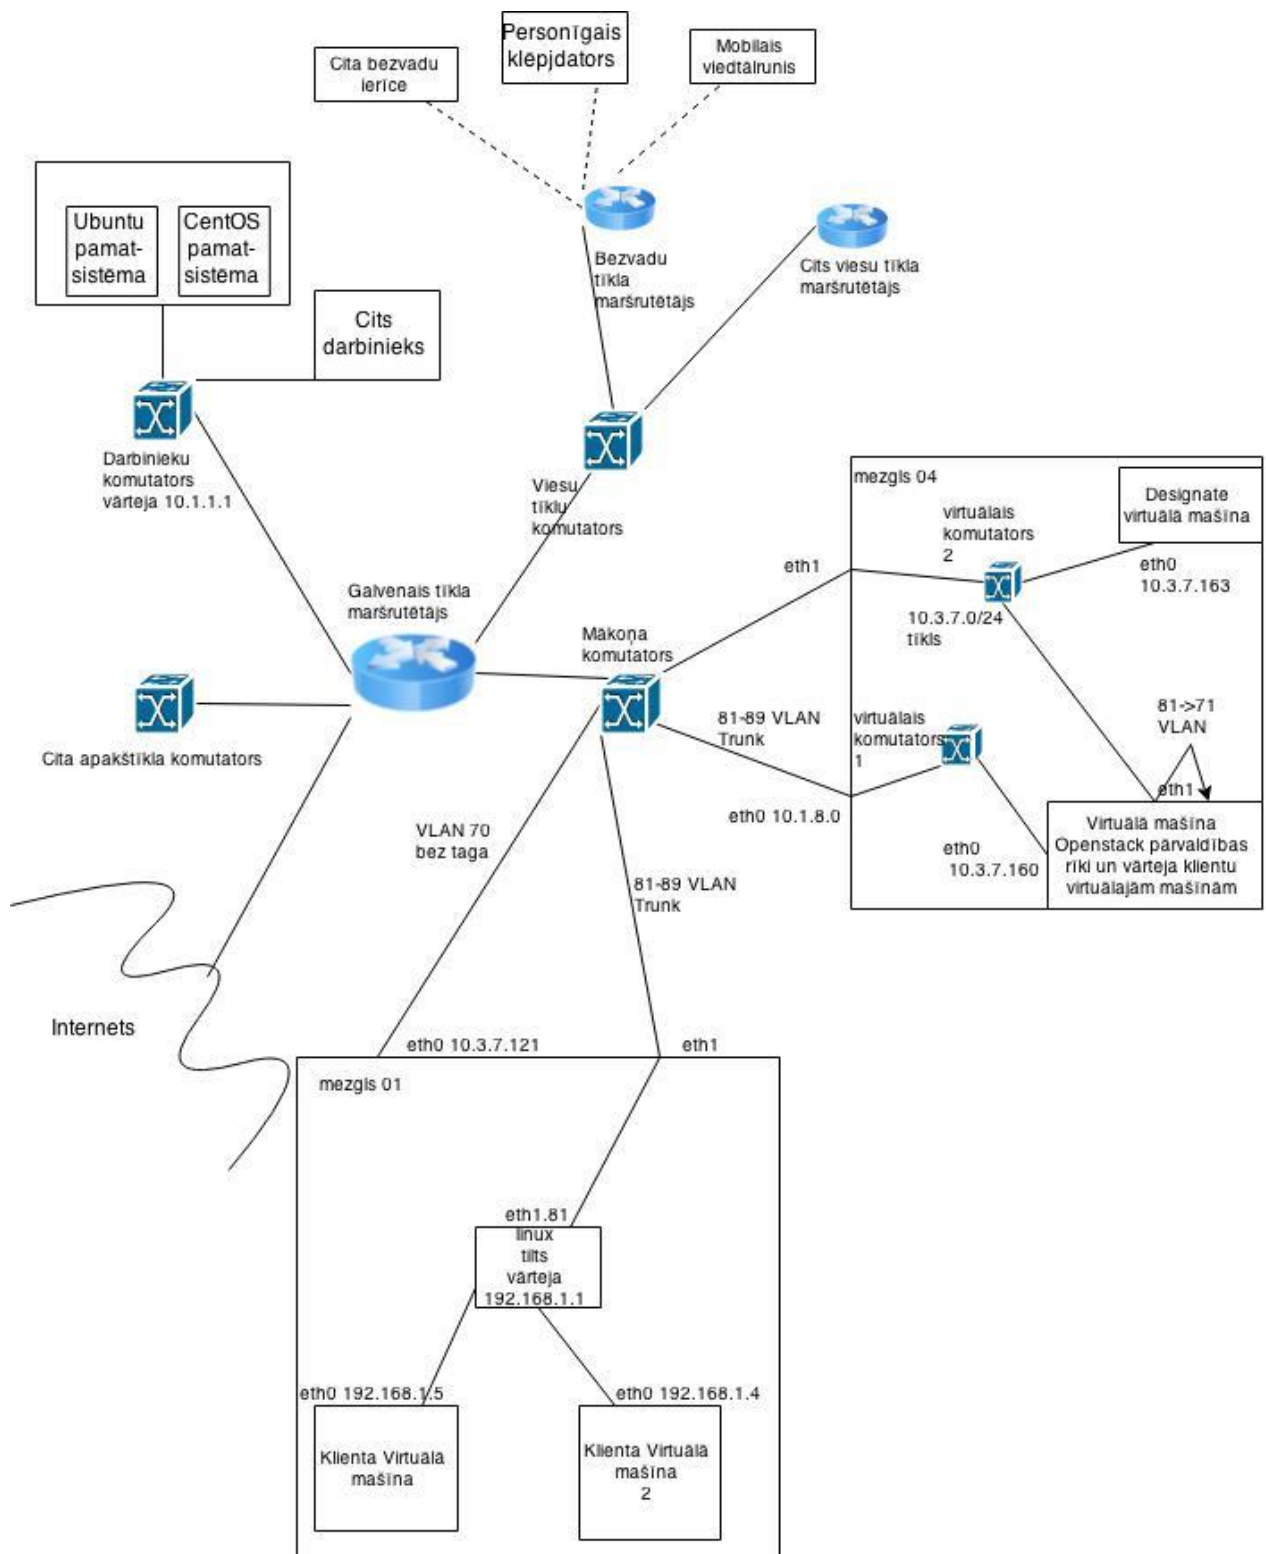 Personīgais
klēpjdators
Mobilais
viedtālrunis
Cita bezvadu
ierīce
Ubuntu
pamat-
sistēma
CentOS
pamat-
sistēma
Bezvadu
tīkla
maršrutētājs
Cits viesu tīkla
maršrutētājs
Cits
darbinieks
Darbinieku
komutators
vārteja 10.1.1.1
Viesu
tīklu
komutators
mezgls 04
Designate
virtuālā mašīna
virtuālais
komutators
2
eth1
eth0
10.3.7.163
Galvenais tīkla
maršrutētājs
10.3.7.0/24
tīkls
Mākoņa
komutators
81-89 VLAN
Trunk
virtuālais
komutators
1
81->71
VLAN
Cita apakštīkla komutators
eth1
eth0 10.1.8.0
VLAN 70
bez taga
eth0
10.3.7.160
Virtuālā mašīna
Openstack pārvaldības
rīki un vārteja klientu
virtuālajām mašīnām
81-89 VLAN
Trunk
Internets
eth0 10.3.7.121
eth1
mezgls 01
eth1.81
linux
tilts
vārteja
192.168.1.1
eth0 192.168.1.5
eth0 192.168.1.4
Klienta Virtuālā
mašīna
Klienta Virtuālā
mašīna
2